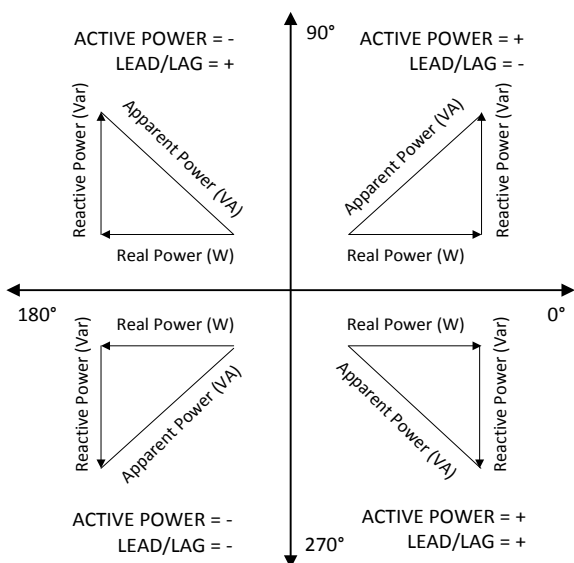 ACTIVE POWER = -
LEAD/LAG = +
90°
ACTIVE POWER = +
LEAD/LAG = -
Reactive Power (Var)
Apparent Power (VA)
Real Power (W)
Apparent Power (VA)
Reactive Power (Var)
Real Power (W)
180°
0°
Real Power (W)
Reactive Power (Var)
Apparent Power (VA)
Real Power (W)
Apparent Power (VA)
Reactive Power (Var)
ACTIVE POWER = -
LEAD/LAG = -
270°
ACTIVE POWER = +
LEAD/LAG = +